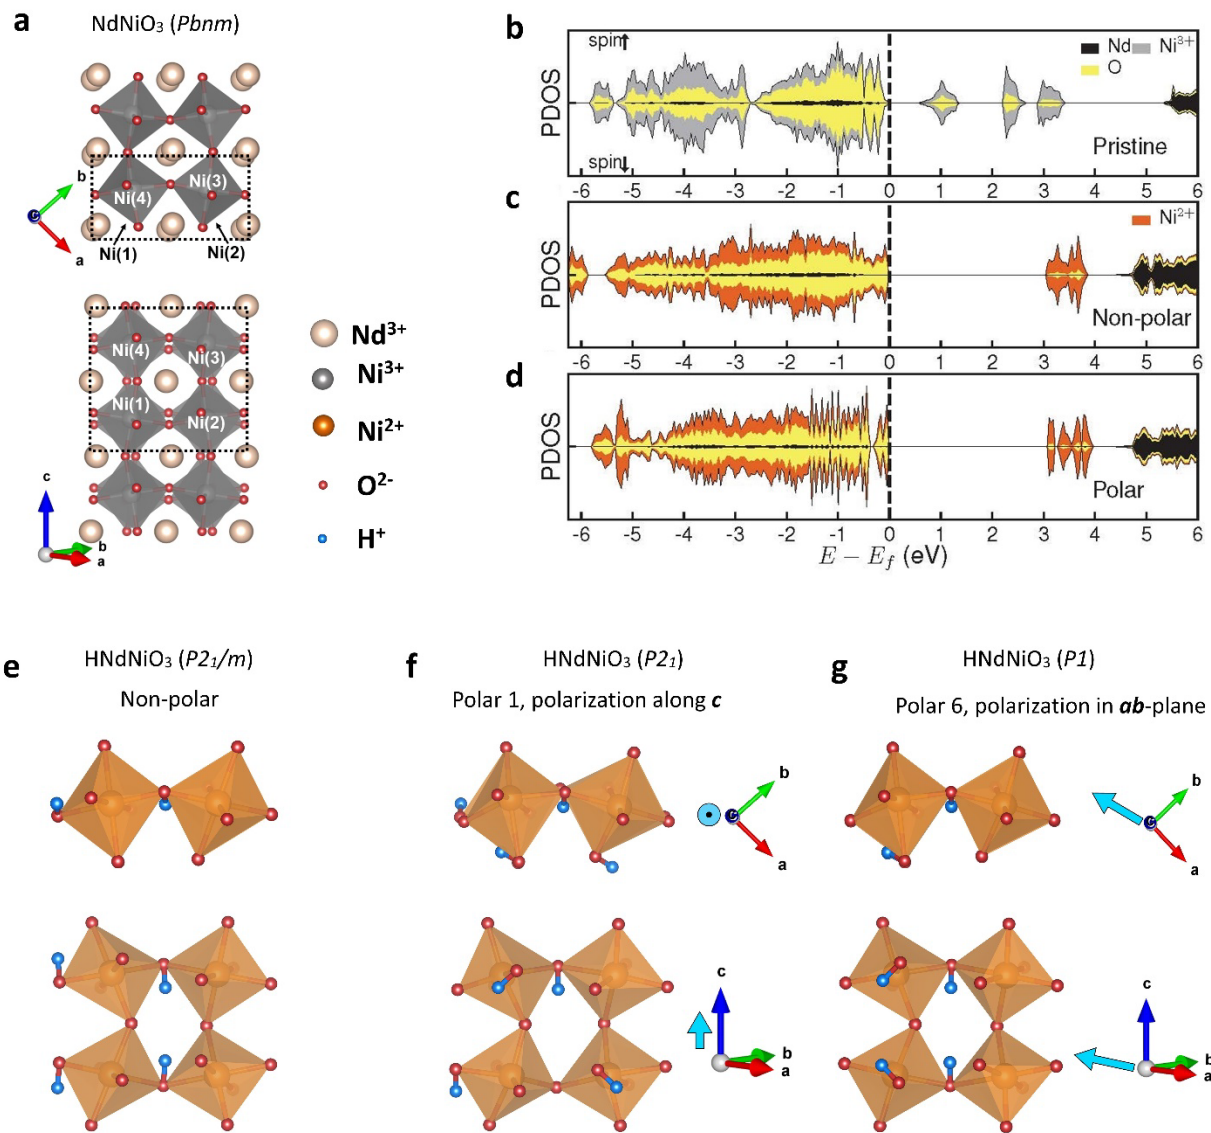 a
NdNiO₃ (Pbnm)
Ni(3)
Ni(4)
Ni(1)
Ni(2)
b
c
a
Ni(4)
Ni(3)
Ni(1)
Ni(2)
c
b
a
Nd³⁺
Ni³⁺
Ni²⁺
O²⁻
H⁺
b
spin↑
Nd
Ni³⁺
O
PDOS
spin↓
Pristine
-6 -5 -4 -3 -2 -1 0 1 2 3 4 5 6
c
Ni²⁺
PDOS
Non-polar
-6 -5 -4 -3 -2 -1 0 1 2 3 4 5 6
d
PDOS
Polar
-6 -5 -4 -3 -2 -1 0 1 2 3 4 5 6
E − E_f (eV)
e
HNdNiO₃ (P2₁/m)
Non-polar
f
HNdNiO₃ (P2₁)
Polar 1, polarization along c
b
c
a
c
b
a
g
HNdNiO₃ (P1)
Polar 6, polarization in ab-plane
b
c
a
c
b
a